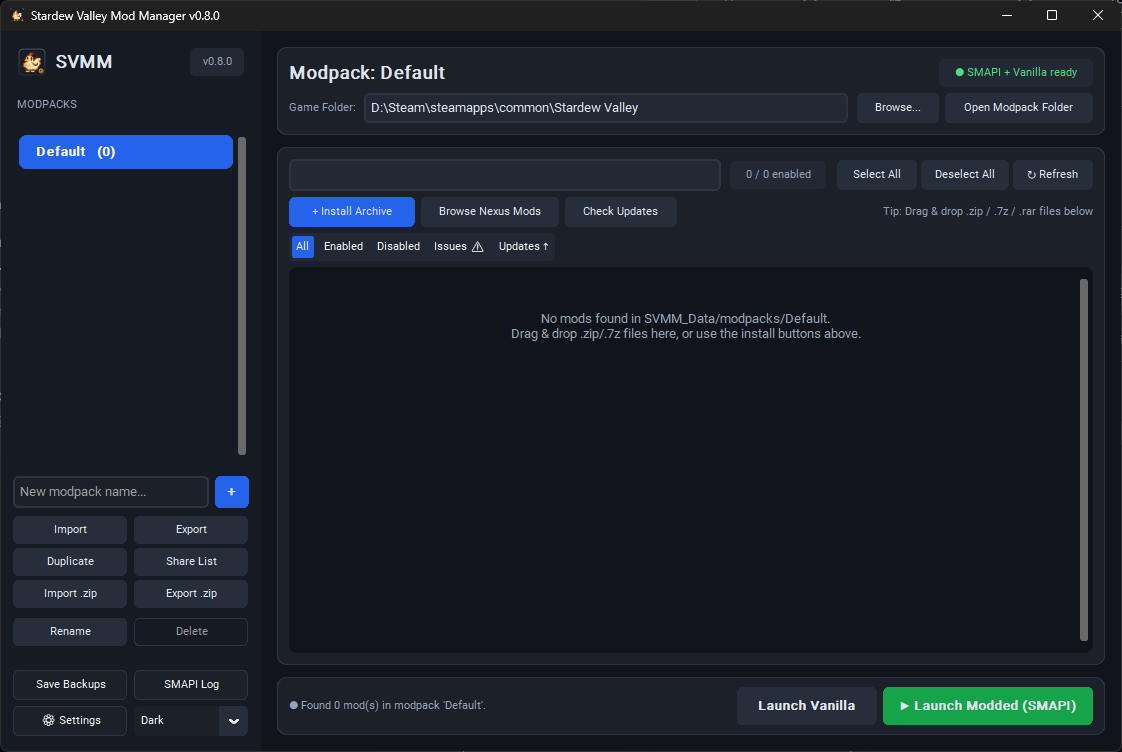 Stardew Valley Mod Manager v0.8.0
SVMM
v0.8.0
MODPACKS
Default (0)
New modpack name...
+
Import
Export
Duplicate
Share List
Import .zip
Export .zip
Rename
Delete
Save Backups
SMAPI Log
⚙ Settings
Dark
Modpack: Default
● SMAPI + Vanilla ready
Game Folder:
D:\Steam\steamapps\common\Stardew Valley
Browse...
Open Modpack Folder
0 / 0 enabled
Select All
Deselect All
↻ Refresh
+ Install Archive
Browse Nexus Mods
Check Updates
Tip: Drag & drop .zip / .7z / .rar files below
All
Enabled
Disabled
Issues ⚠
Updates ↑
No mods found in SVMM_Data/modpacks/Default.
Drag & drop .zip/.7z files here, or use the install buttons above.
● Found 0 mod(s) in modpack 'Default'.
Launch Vanilla
▶ Launch Modded (SMAPI)